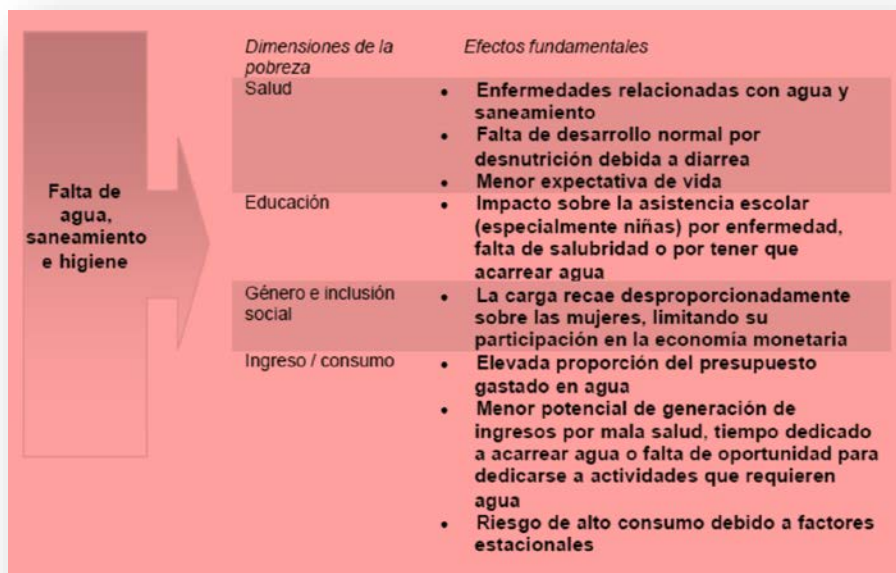 Falta de
agua,
saneamiento
e higiene
Dimensiones de la
pobreza
Efectos fundamentales
Salud
• Enfermedades relacionadas con agua y
saneamiento
• Falta de desarrollo normal por
desnutrición debida a diarrea
• Menor expectativa de vida
Educación
• Impacto sobre la asistencia escolar
(especialmente niñas) por enfermedad,
falta de salubridad o por tener que
acarrear agua
Género e inclusión
social
• La carga recae desproporcionadamente
sobre las mujeres, limitando su
participación en la economía monetaria
Ingreso / consumo
• Elevada proporción del presupuesto
gastado en agua
• Menor potencial de generación de
ingresos por mala salud, tiempo dedicado
a acarrear agua o falta de oportunidad para
dedicarse a actividades que requieren
agua
• Riesgo de alto consumo debido a factores
estacionales